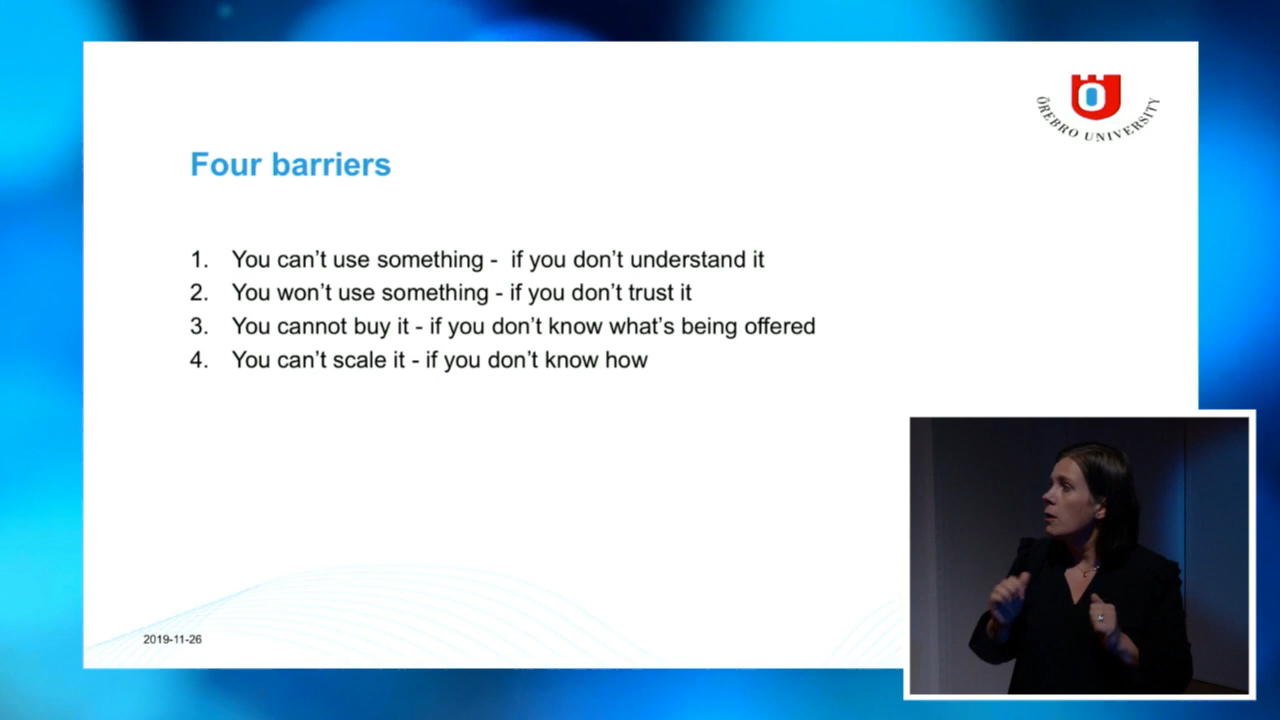 ÖREBRO UNIVERSITY
Four barriers
1. You can't use something -  if you don't understand it
2. You won't use something - if you don't trust it
3. You cannot buy it - if you don't know what's being offered
4. You can't scale it - if you don't know how
2019-11-26